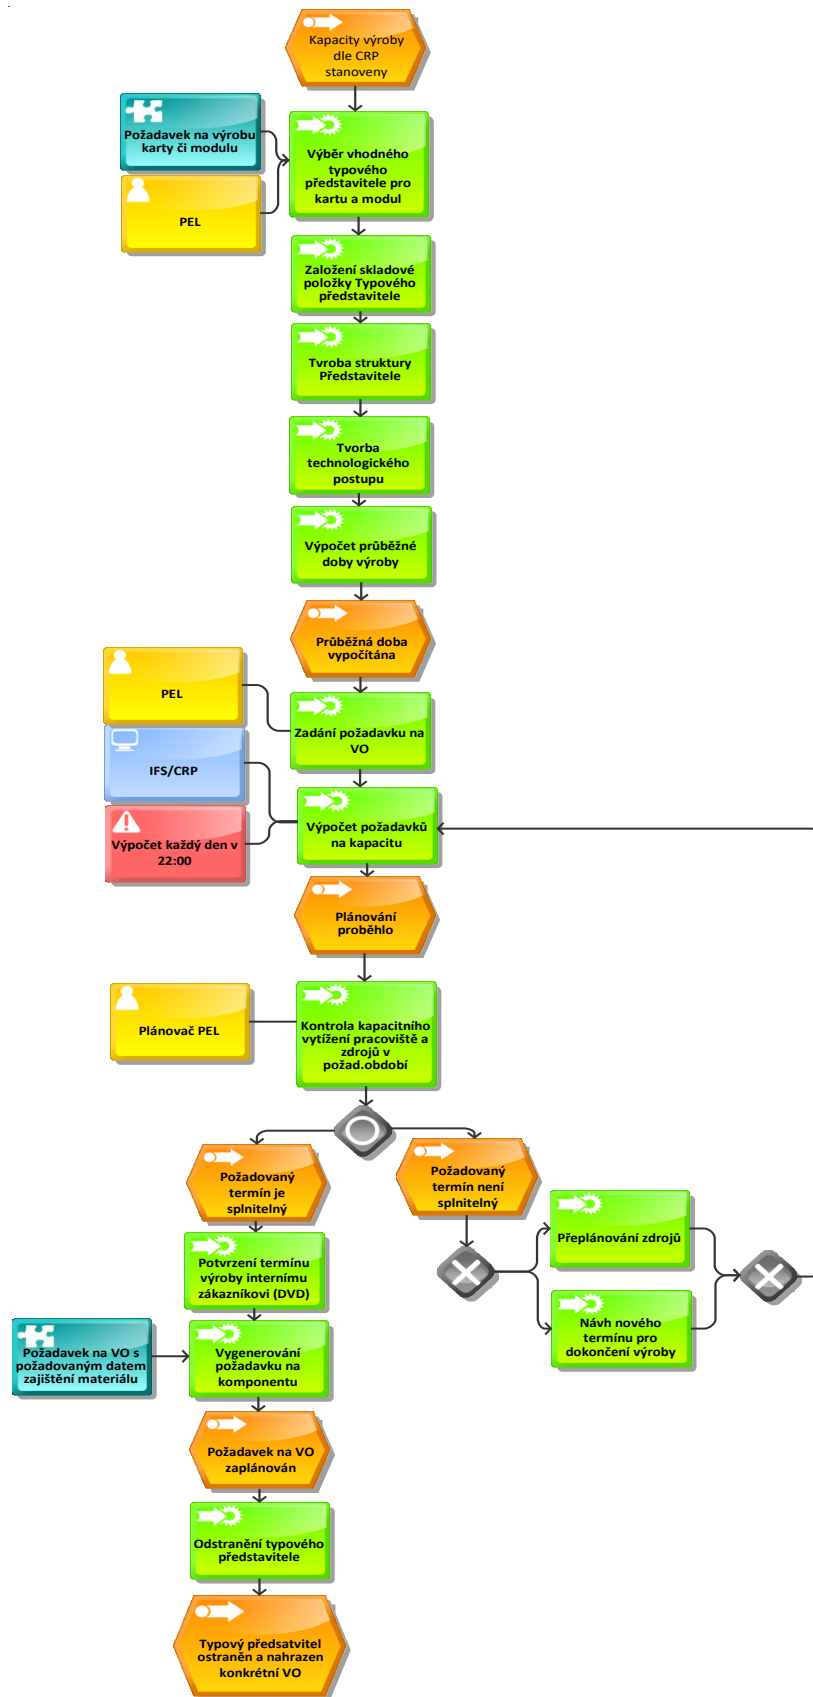 Kapacity výroby
dle CRP
stanoveny
Požadavek na výrobu
karty či modulu
Výběr vhodného
typového
představitele pro
kartu a modul
PEL
Založení skladové
položky Typového
představitele
Tvroba struktury
Představitele
Tvorba
technologického
postupu
Výpočet průběžné
doby výroby
Průběžná doba
vypočítána
PEL
Zadání požadavku na
VO
IFS/CRP
Výpočet každý den v
22:00
Výpočet požadavků
na kapacitu
Plánování
proběhlo
Plánovač PEL
Kontrola kapacitního
vytížení pracoviště a
zdrojů v
požad.období
Požadovaný
termín je
splnitelný
Požadovaný
termín není
splnitelný
Přeplánování zdrojů
Potvrzení termínu
výroby internímu
zákazníkovi (DVD)
Návh nového
termínu pro
dokončení výroby
Požadavek na VO s
požadovaným datem
zajištění materiálu
Vygenerování
požadavku na
komponentu
Požadavek na VO
zaplánován
Odstranění typového
představitele
Typový předsatvitel
ostraněn a nahrazen
konkrétní VO